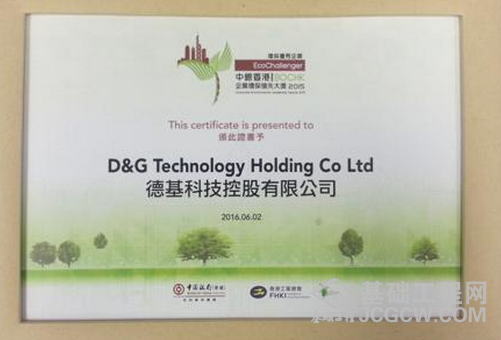 環保優秀企業
EcoChallenger
中銀香港 BOCHK
企業環保領先大獎 2015
This certificate is presented to
頒此證書予
D&G Technology Holding Co Ltd
德基科技控股有限公司
2016.06.02
中國銀行(香港)
香港工業總會
FHKI
基础工程网
JCGCW.COM